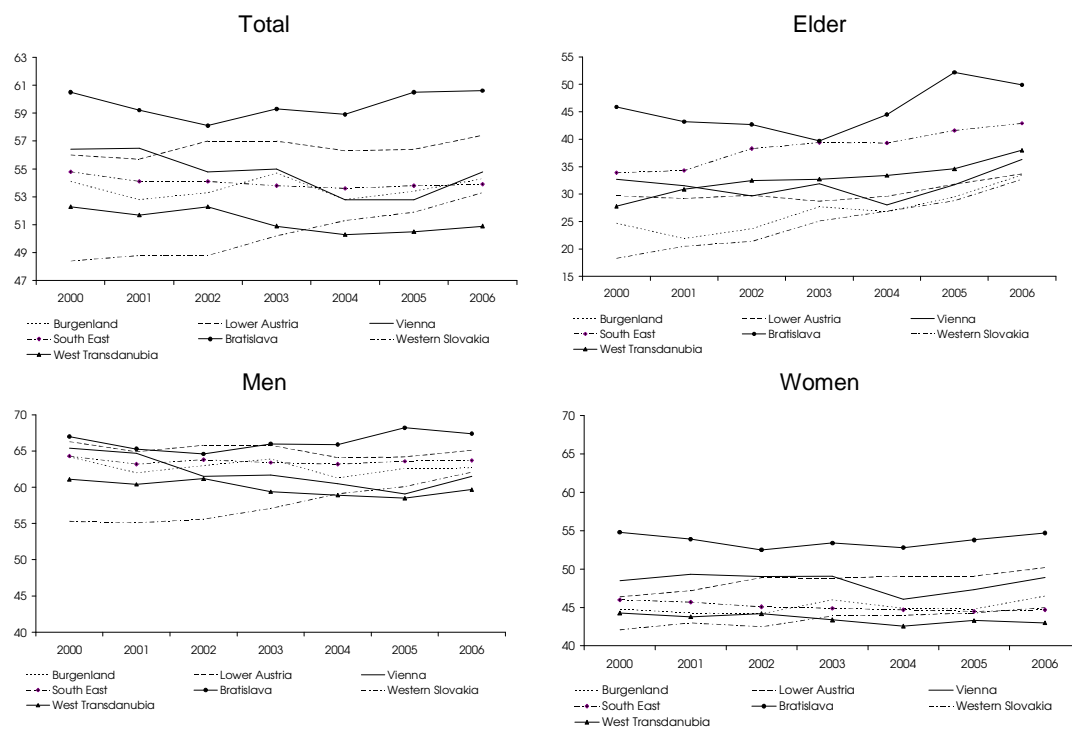 Total
63
61
59
57
55
53
51
49
47
2000 2001 2002 2003 2004 2005 2006
Burgenland Lower Austria Vienna
South East Bratislava Western Slovakia
West Transdanubia
Elder
55
50
45
40
35
30
25
20
15
2000 2001 2002 2003 2004 2005 2006
Burgenland Lower Austria Vienna
South East Bratislava Western Slovakia
West Transdanubia
Men
70
65
60
55
50
45
40
2000 2001 2002 2003 2004 2005 2006
Burgenland Lower Austria Vienna
South East Bratislava Western Slovakia
West Transdanubia
Women
70
65
60
55
50
45
40
2000 2001 2002 2003 2004 2005 2006
Burgenland Lower Austria Vienna
South East Bratislava Western Slovakia
West Transdanubia